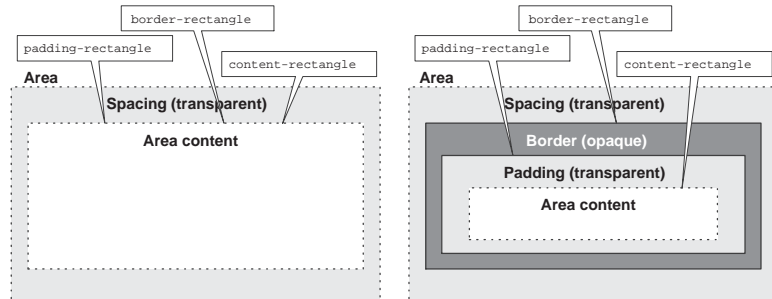 border-rectangle
padding-rectangle
content-rectangle
Area
Spacing (transparent)
Area content
border-rectangle
padding-rectangle
content-rectangle
Area
Spacing (transparent)
Border (opaque)
Padding (transparent)
Area content